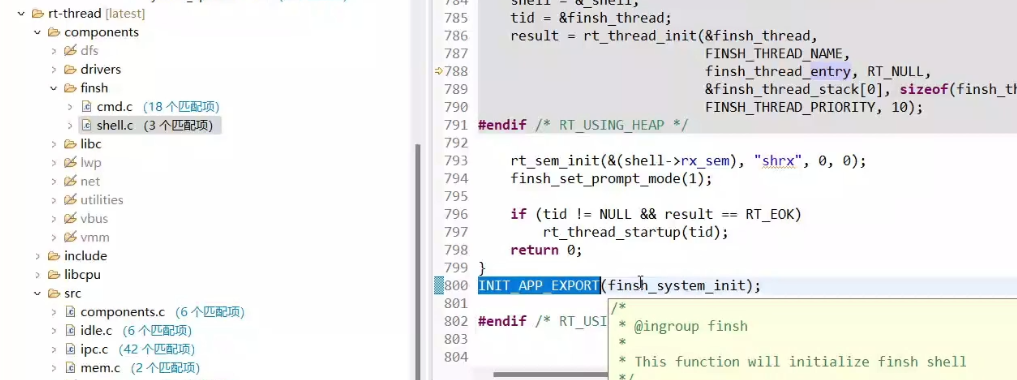 rt-thread [latest]
components
dfs
drivers
finsh
cmd.c (18 个匹配项)
shell.c (3 个匹配项)
libc
lwp
net
utilities
vbus
vmm
include
libcpu
src
components.c (6 个匹配项)
idle.c (6 个匹配项)
ipc.c (42 个匹配项)
mem.c (2 个匹配项)
784 shell = &_shell;
785 tid = &finsh_thread;
786 result = rt_thread_init(&finsh_thread,
787 FINSH_THREAD_NAME,
788 finsh_thread_entry, RT_NULL,
789 &finsh_thread_stack[0], sizeof(finsh_th
790 FINSH_THREAD_PRIORITY, 10);
791 #endif /* RT_USING_HEAP */
792
793 rt_sem_init(&(shell->rx_sem), "shrx", 0, 0);
794 finsh_set_prompt_mode(1);
795
796 if (tid != NULL && result == RT_EOK)
797 rt_thread_startup(tid);
798 return 0;
799 }
800 INIT_APP_EXPORT(finsh_system_init);
801
802 #endif /* RT_USI
803
804
/*
* @ingroup finsh
*
* This function will initialize finsh shell
*/